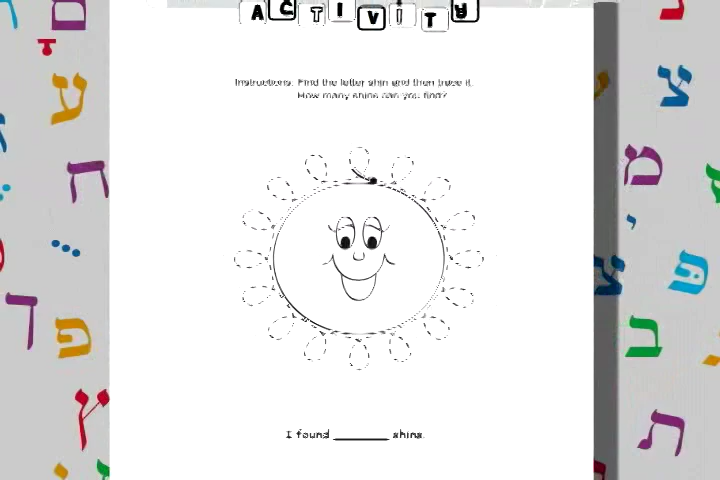 ACTIVITY
Instructions: Find the letter shin and then trace it.
How many shins can you find?
I found ________ shins.
ע
ח
ד
פ
ץ
צ
מ
י
צ
ש
ב
ת